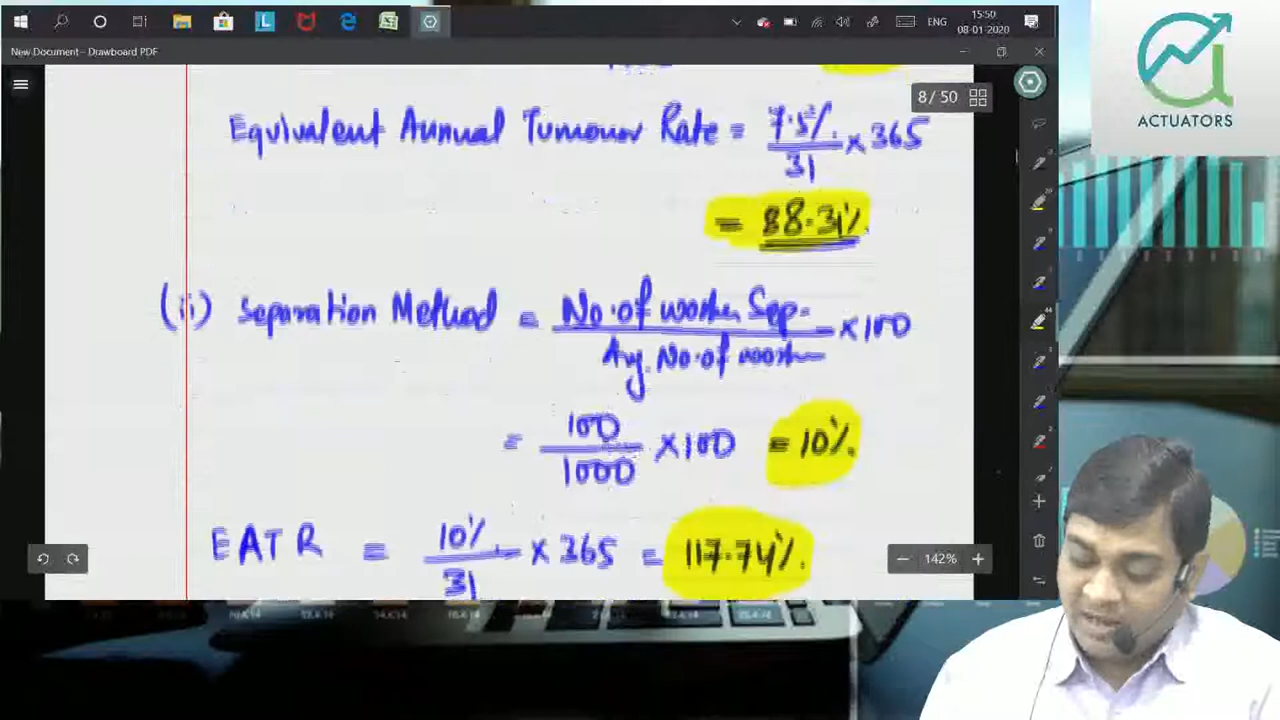 15:50
ENG
08-01-2020
New Document - Drawboard PDF
8 / 50
Equivalent Annual Tumouor Rate = 7.5% / 31 × 365
= 88.31%
(ii) Separation Method = No. of worker Sep. / Avg. No. of worker × 100
= 100 / 1000 × 100 = 10%
EATR = 10% / 31 × 365 = 117.74%
142%
ACTUATORS